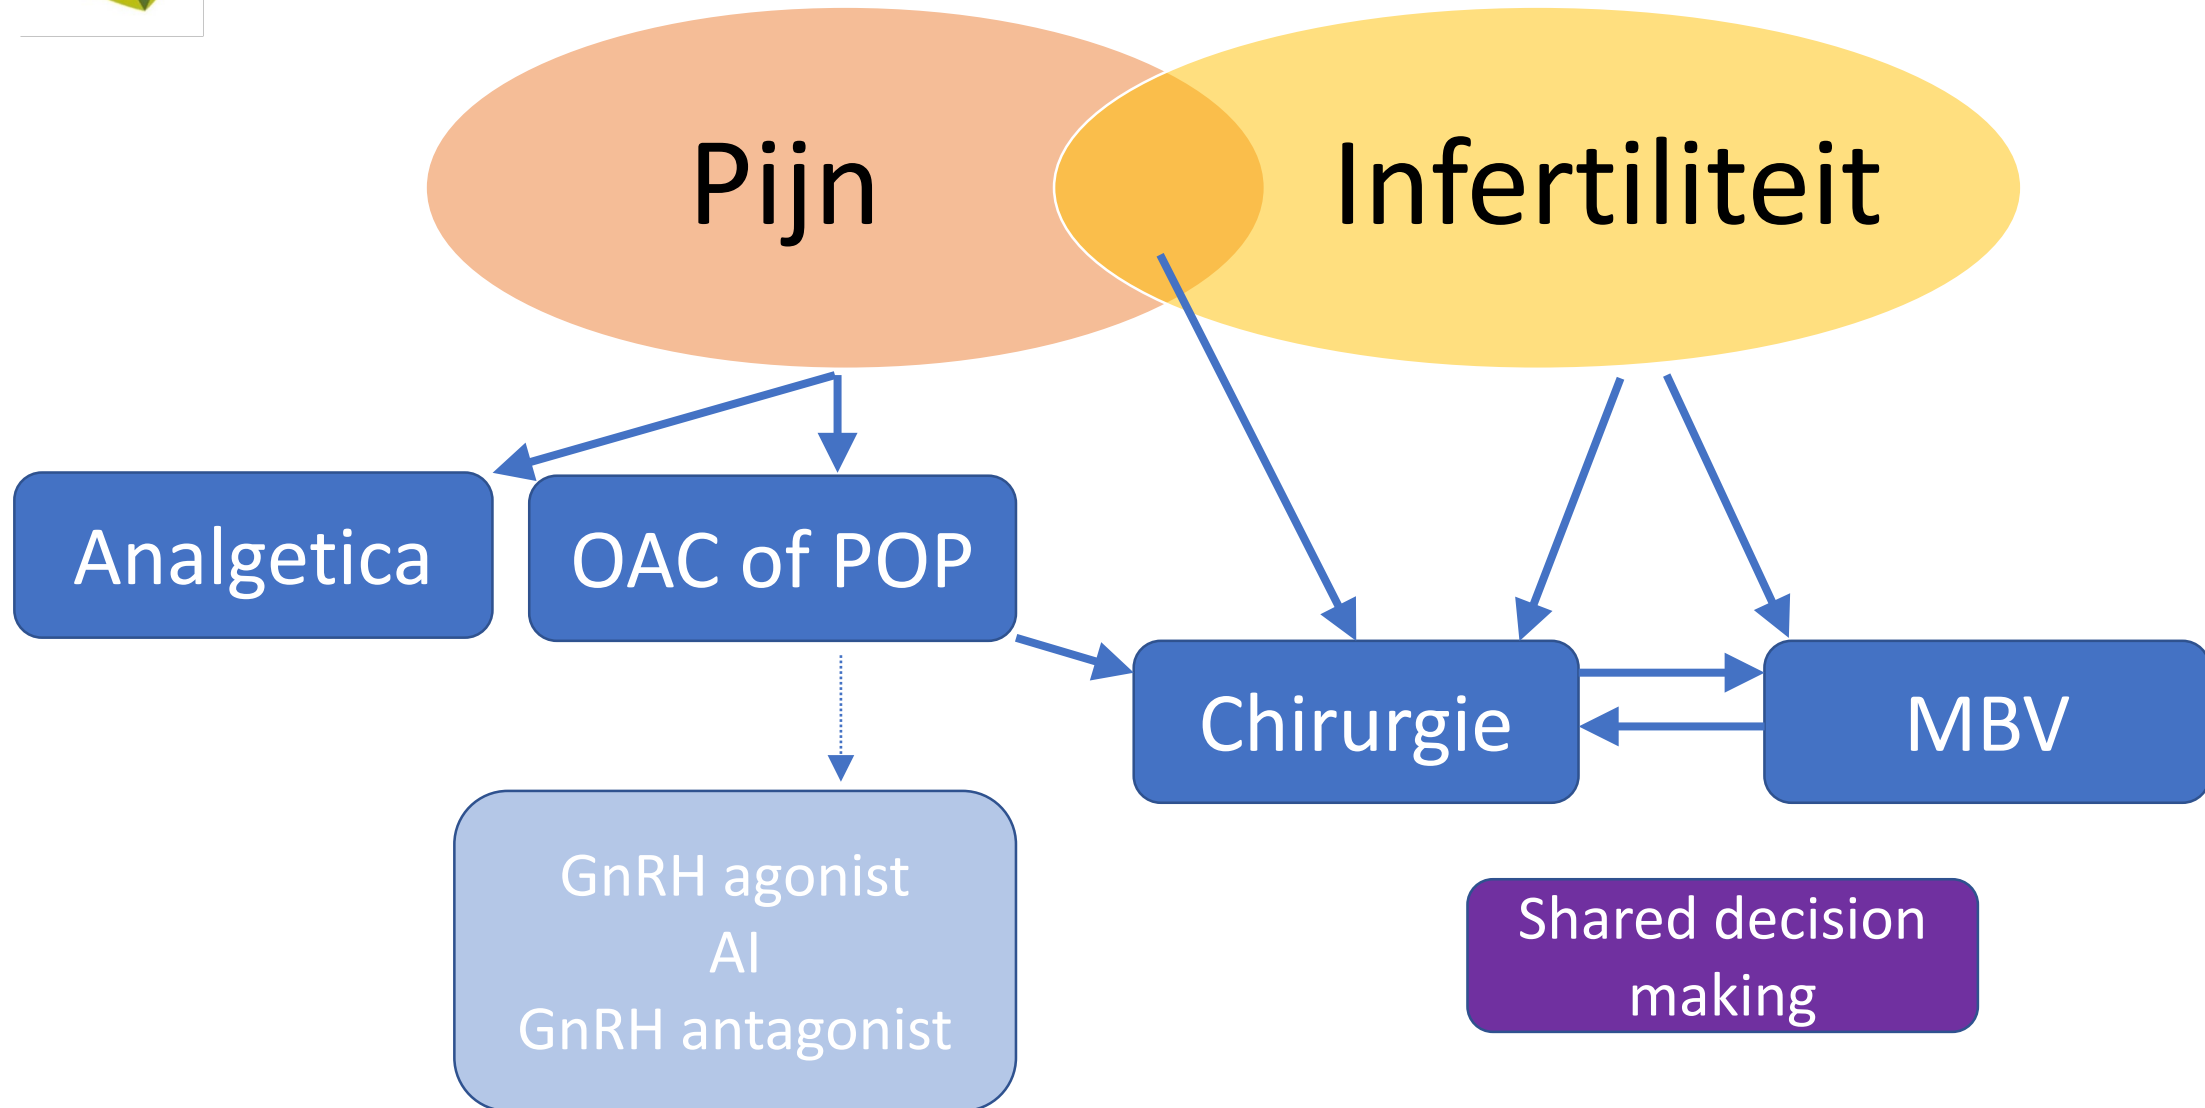 Pijn
Infertiliteit
Analgetica
OAC of POP
Chirurgie
MBV
GnRH agonist
AI
GnRH antagonist
Shared decision
making